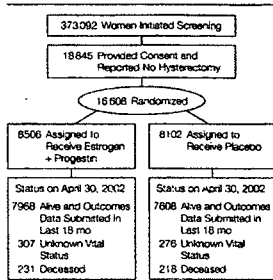 373092 Women Initiated Screening
18845 Provided Consent and
Reported No Hysterectomy
16608 Randomized
8506 Assigned to
Receive Estrogen
+ Progestin
8102 Assigned to
Receive Placebo
Status on April 30, 2002
7968 Alive and Outcomes
Data Submitted in
Last 18 mo
307 Unknown Vital
Status
231 Deceased
Status on April 30, 2002
7608 Alive and Outcomes
Data Submitted in
Last 18 mo
276 Unknown Vital
Status
218 Deceased